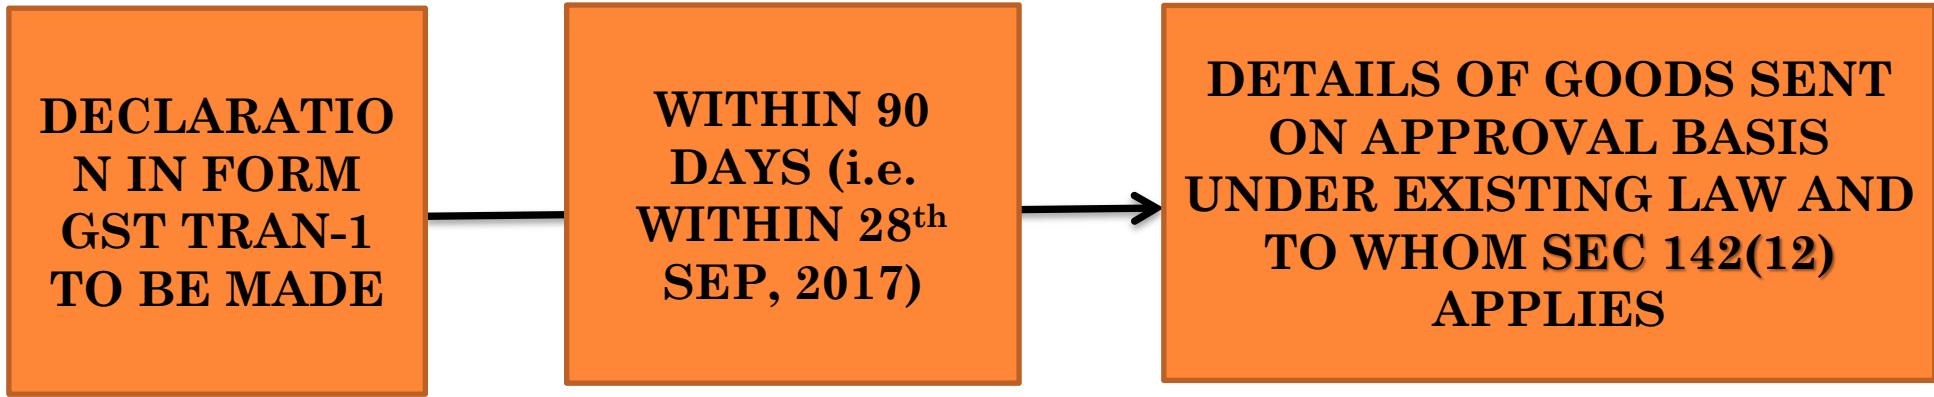 DECLARATIO
N IN FORM
GST TRAN-1
TO BE MADE
WITHIN 90
DAYS (i.e.
WITHIN 28th
SEP, 2017)
DETAILS OF GOODS SENT
ON APPROVAL BASIS
UNDER EXISTING LAW AND
TO WHOM SEC 142(12)
APPLIES